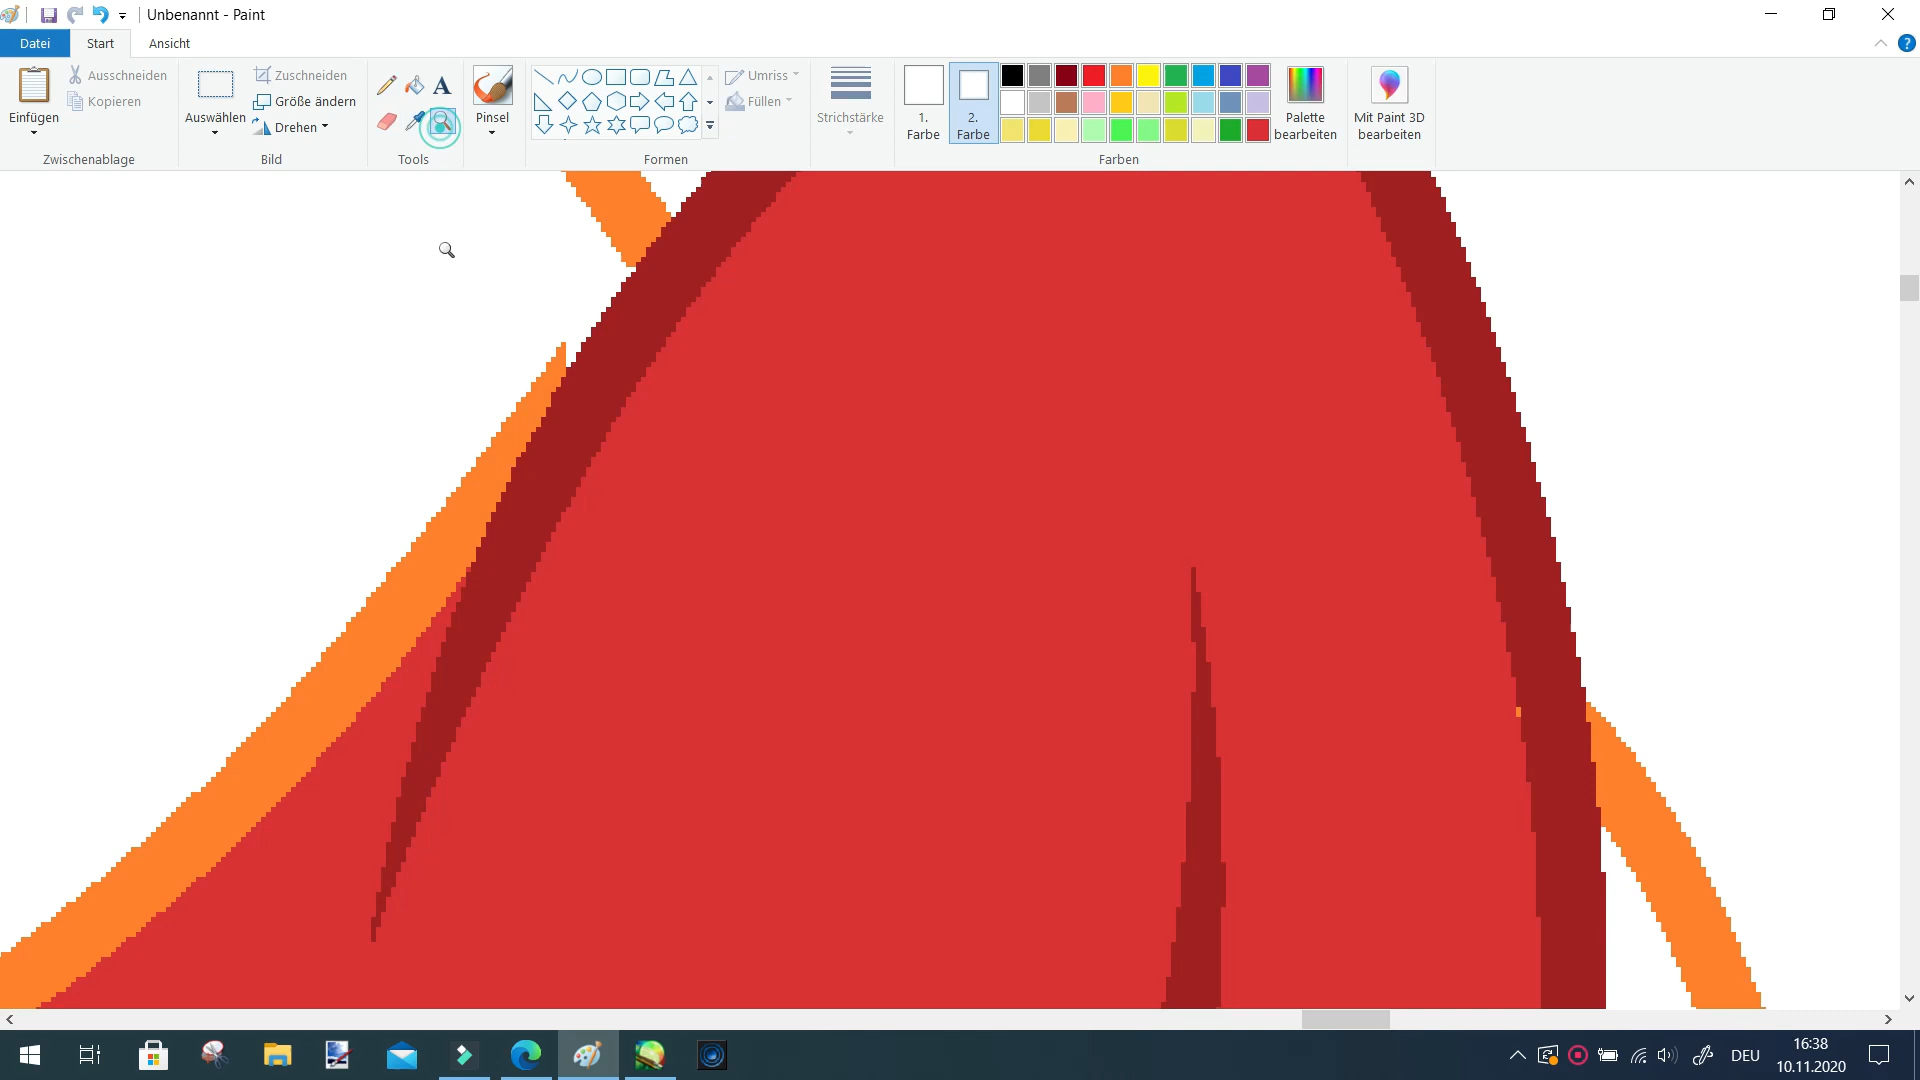 Unbenannt - Paint
Datei
Start
Ansicht
Einfügen
Ausschneiden
Kopieren
Zwischenablage
Auswählen
Zuschneiden
Größe ändern
Drehen
Bild
A
Tools
Pinsel
Umriss
Füllen
Formen
Strichstärke
1.
Farbe
2.
Farbe
Palette
bearbeiten
Farben
Mit Paint 3D
bearbeiten
?
DEU
16:38
10.11.2020